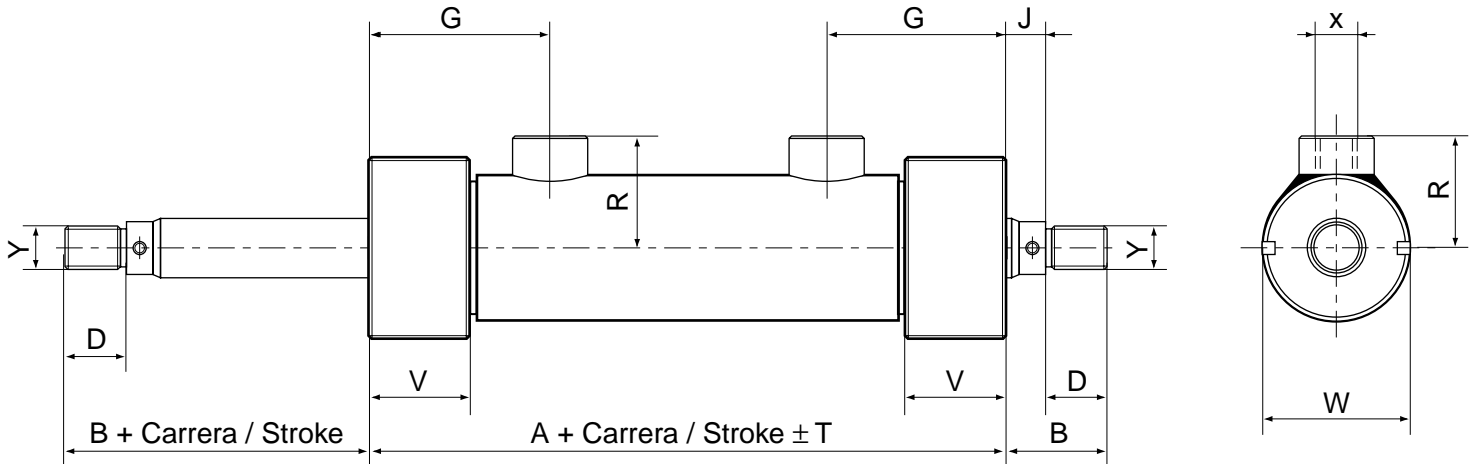 G
G
J
x
R
R
Y
Y
D
V
V
D
W
B + Carrera / Stroke
A + Carrera / Stroke ± T
B